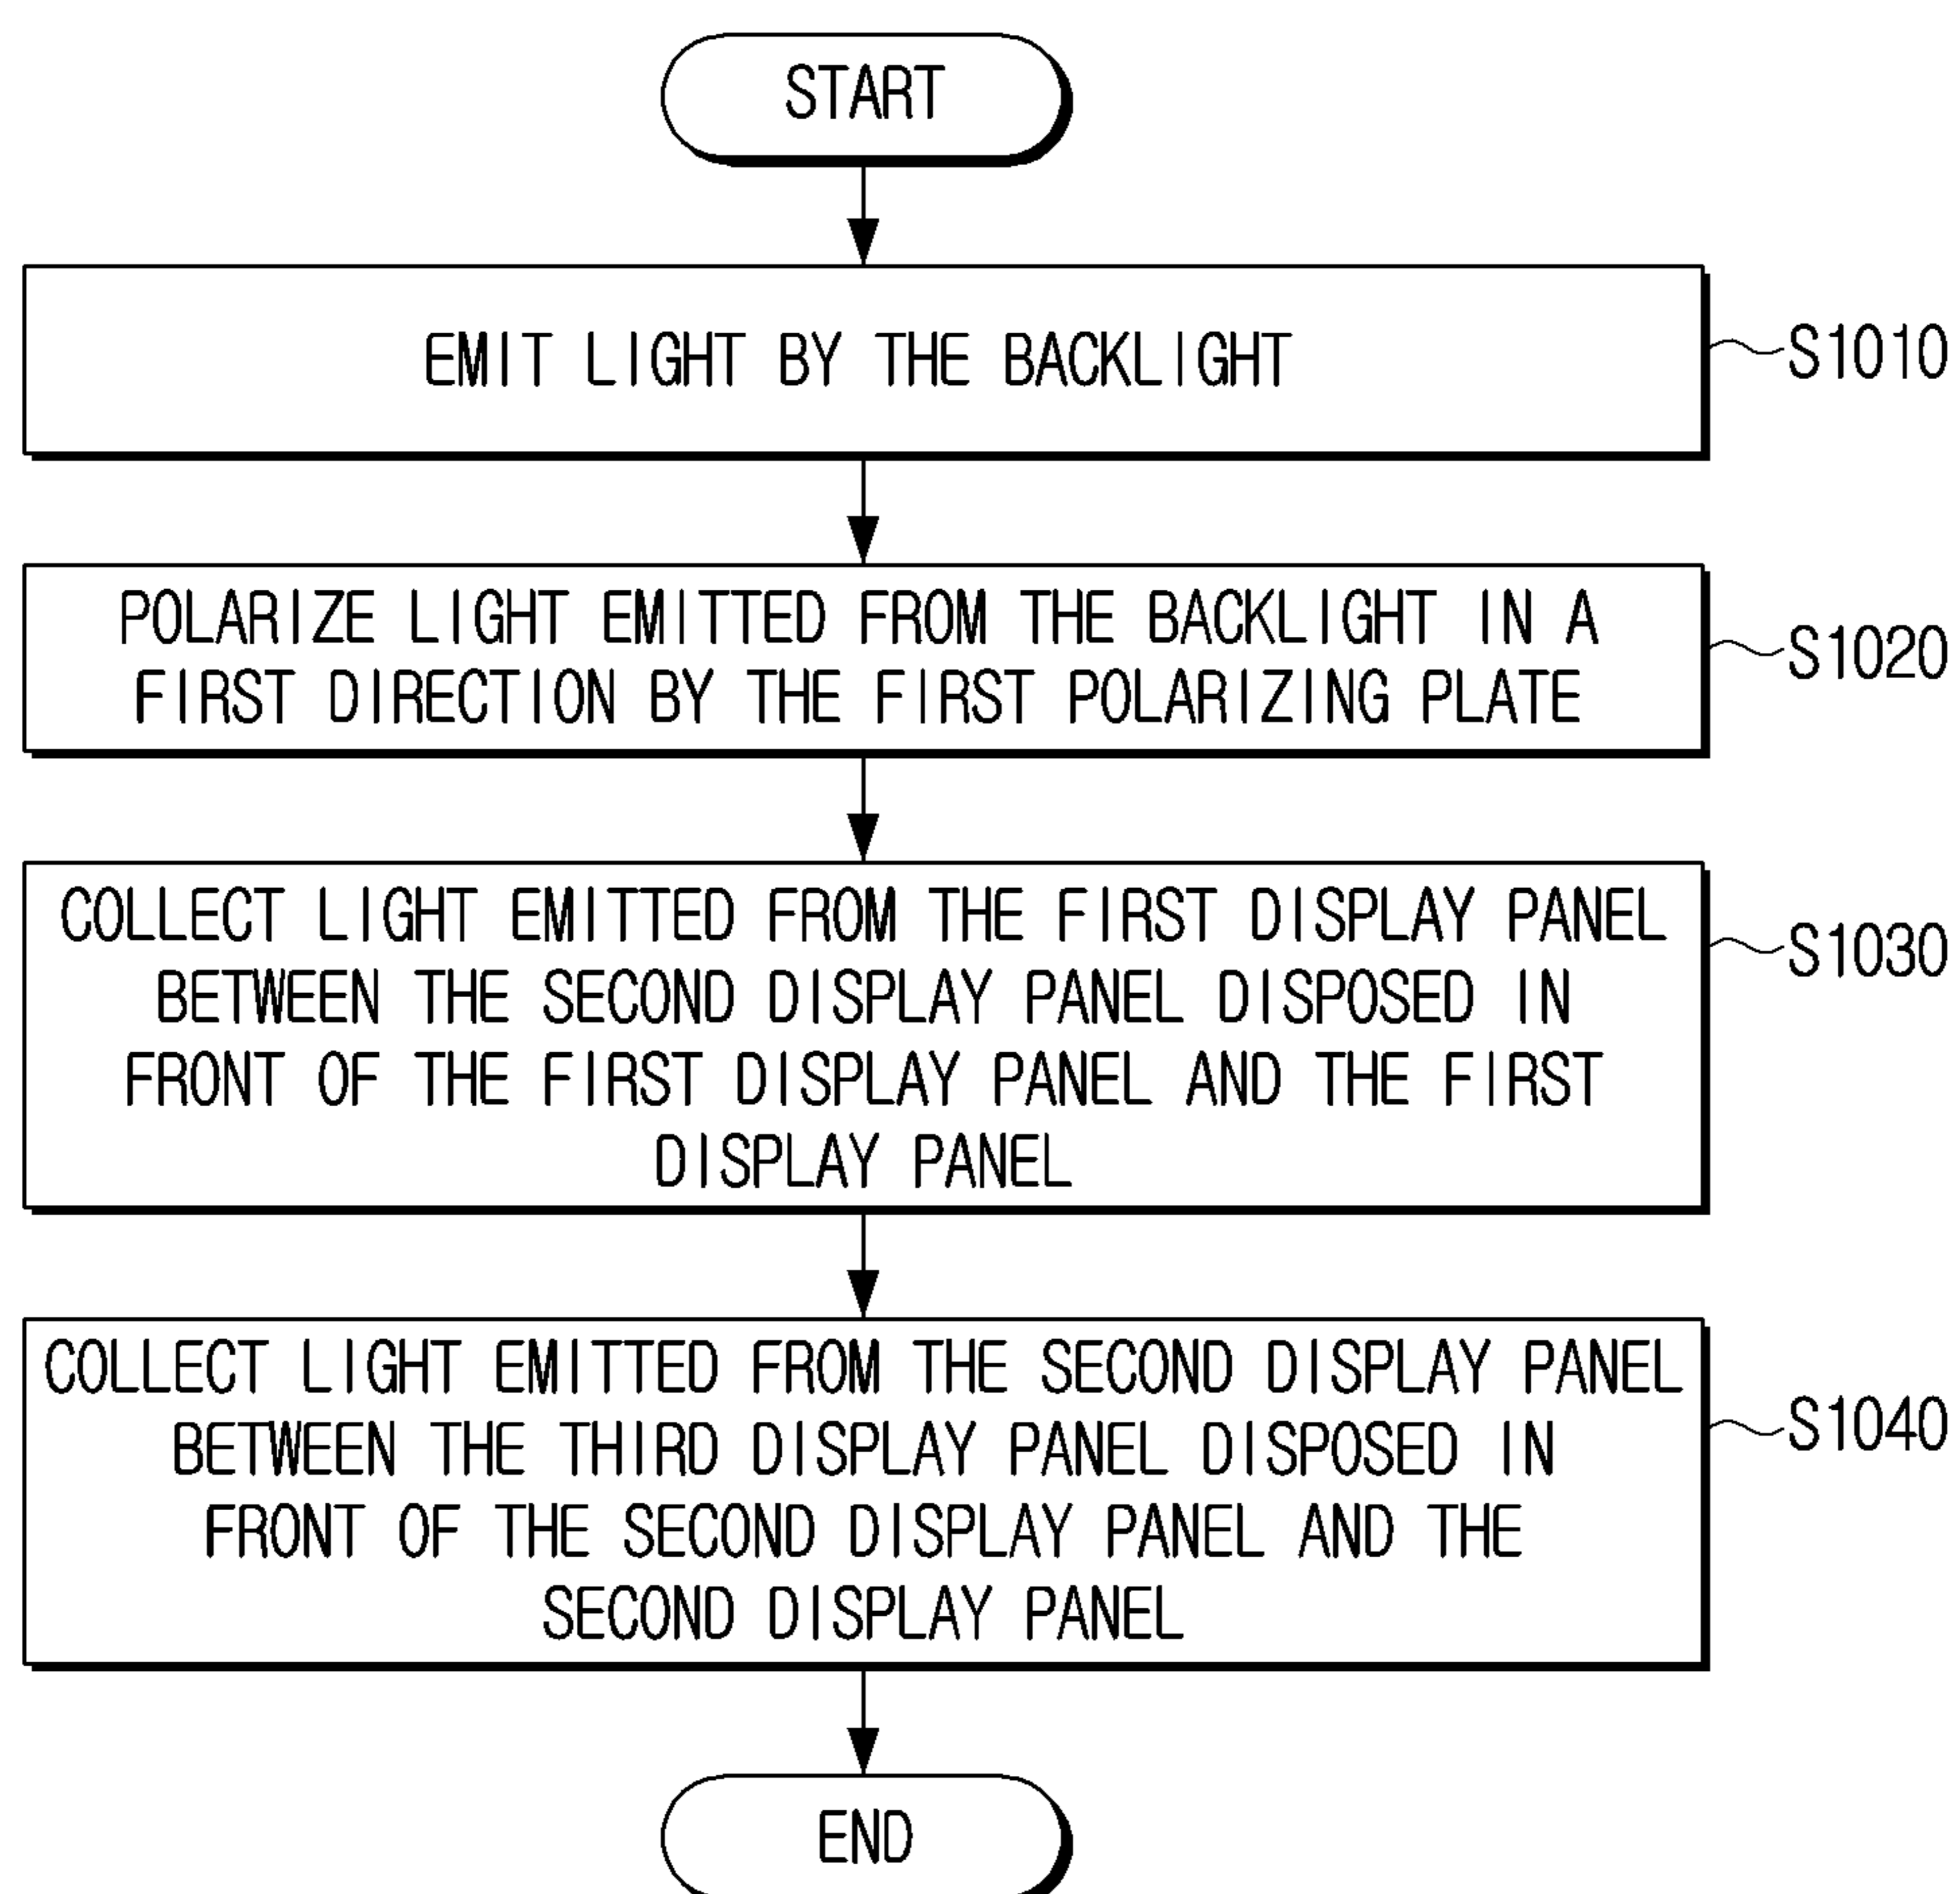 START
EMIT LIGHT BY THE BACKLIGHT
S1010
POLARIZE LIGHT EMITTED FROM THE BACKLIGHT IN A
FIRST DIRECTION BY THE FIRST POLARIZING PLATE
S1020
COLLECT LIGHT EMITTED FROM THE FIRST DISPLAY PANEL
BETWEEN THE SECOND DISPLAY PANEL DISPOSED IN
FRONT OF THE FIRST DISPLAY PANEL AND THE FIRST
DISPLAY PANEL
S1030
COLLECT LIGHT EMITTED FROM THE SECOND DISPLAY PANEL
BETWEEN THE THIRD DISPLAY PANEL DISPOSED IN
FRONT OF THE SECOND DISPLAY PANEL AND THE
SECOND DISPLAY PANEL
S1040
END